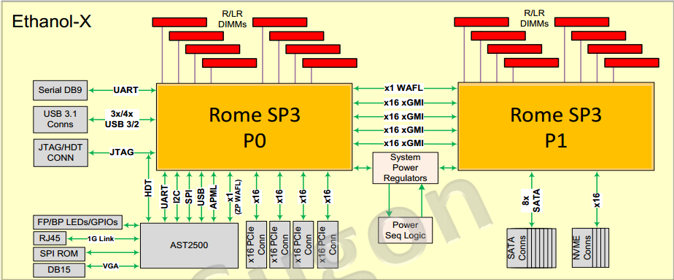 Ethanol-X
R/LR
DIMMs
R/LR
DIMMs
Serial DB9
UART
USB 3.1
Conns
3x/4x
USB 3/2
JTAG/HDT
CONN
JTAG
Rome SP3
P0
x1 WAFL
x16 xGMI
x16 xGMI
x16 xGMI
x16 xGMI
Rome SP3
P1
System
Power
Regulators
Power
Seq Logic
HDT
UART
I2C
SPI
USB
APML
x1
(ZP WAFL)
x16
x16
x16
x16
8x
SATA
x16
FP/BP LEDs/GPIOs
RJ45
1G Link
SPI ROM
DB15
VGA
AST2500
x16 PCIe
Conn
x16 PCIe
Conn
x16 PCIe
Conn
x16 PCIe
Conn
SATA
Conns
NVME
Conns
Sugon